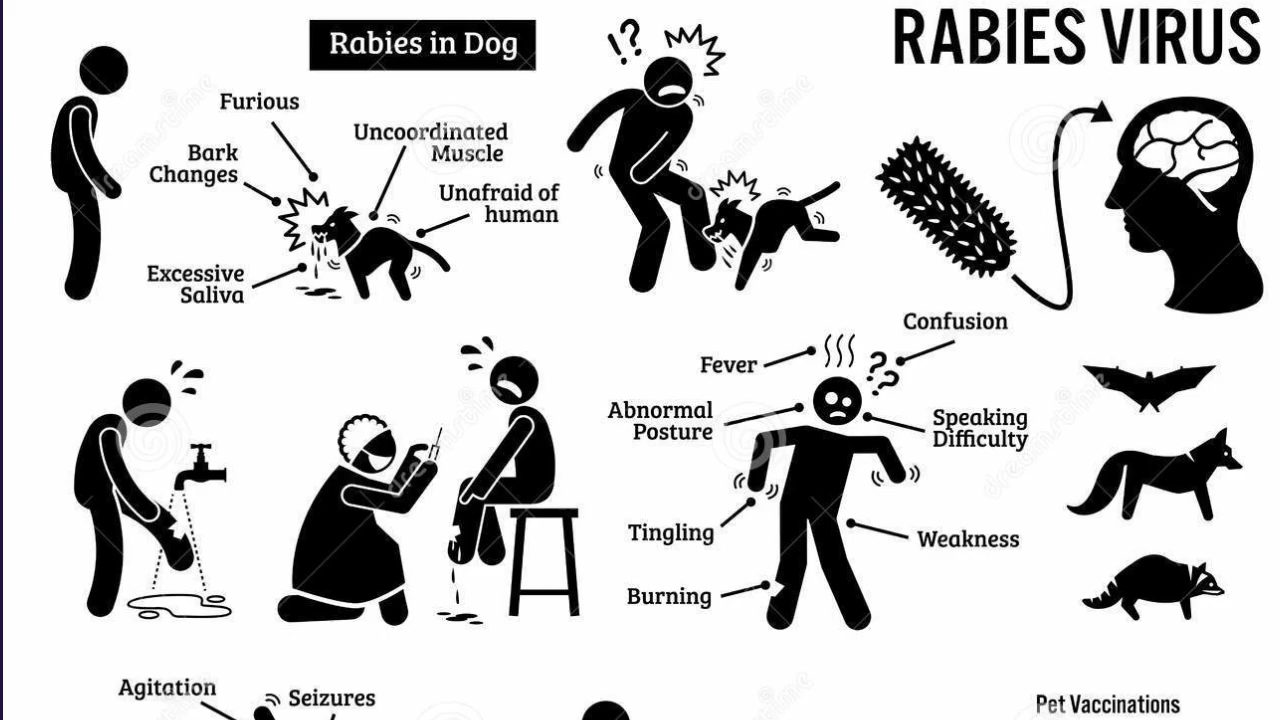 Rabies in Dog
RABIES VIRUS
!?
Furious
Uncoordinated
Muscle
Bark
Changes
Unafraid of
human
Excessive
Saliva
Confusion
Fever
???
Abnormal
Posture
Speaking
Difficulty
Tingling
Weakness
Burning
Agitation
Seizures
Pet Vaccinations
dreamstime